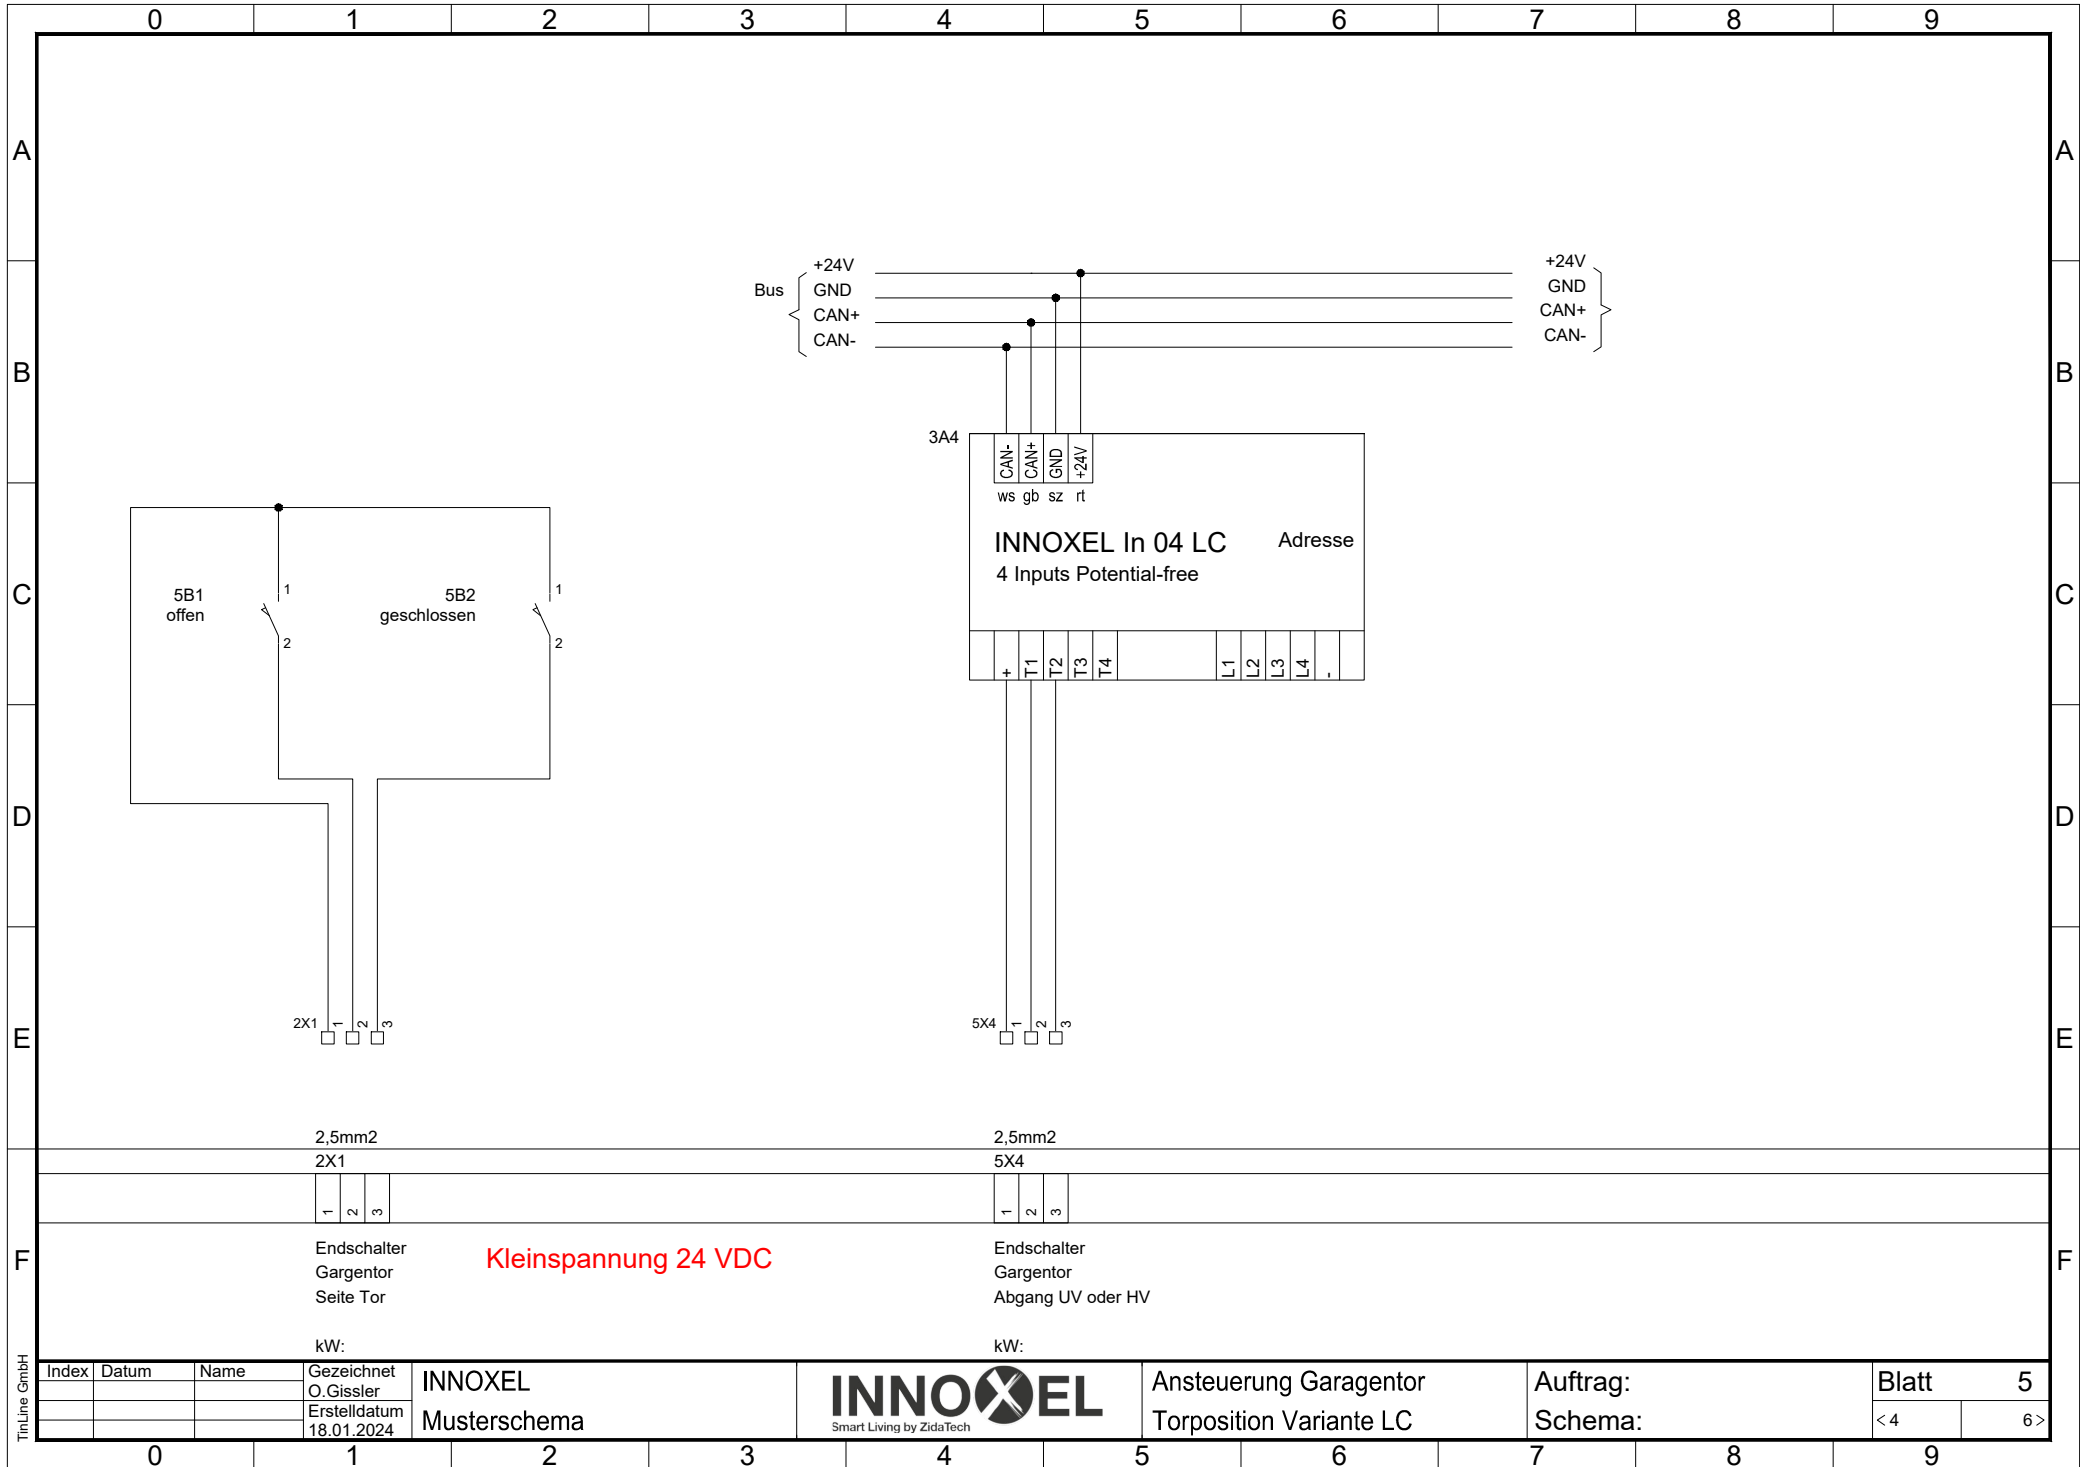 0 1 2 3 4 5 6 7 8 9
A A
+24V +24V
Bus GND GND
CAN+ CAN+
CAN- CAN-
B B
3A4
CAN- CAN+ GND +24V
ws gb sz rt
INNOXEL In 04 LC Adresse
4 Inputs Potential-free
C C
5B1 1 5B2 1
offen geschlossen
2 2
+ T1 T2 T3 T4 L1 L2 L3 L4 -
D D
2X1 1 2 3 5X4 1 2 3
E E
2,5mm2 2,5mm2
2X1 5X4
1 2 3 1 2 3
Endschalter Endschalter
F Gargentor Kleinspannung 24 VDC Gargentor F
Seite Tor Abgang UV oder HV
kW: kW:
TinLine GmbH
Index Datum Name Gezeichnet
O.Gissler
Erstelldatum
18.01.2024
INNOXEL
Musterschema
INNOXEL
Smart Living by ZidaTech
Ansteuerung Garagentor
Torposition Variante LC
Auftrag:
Schema:
Blatt 5
< 4 6 >
0 1 2 3 4 5 6 7 8 9